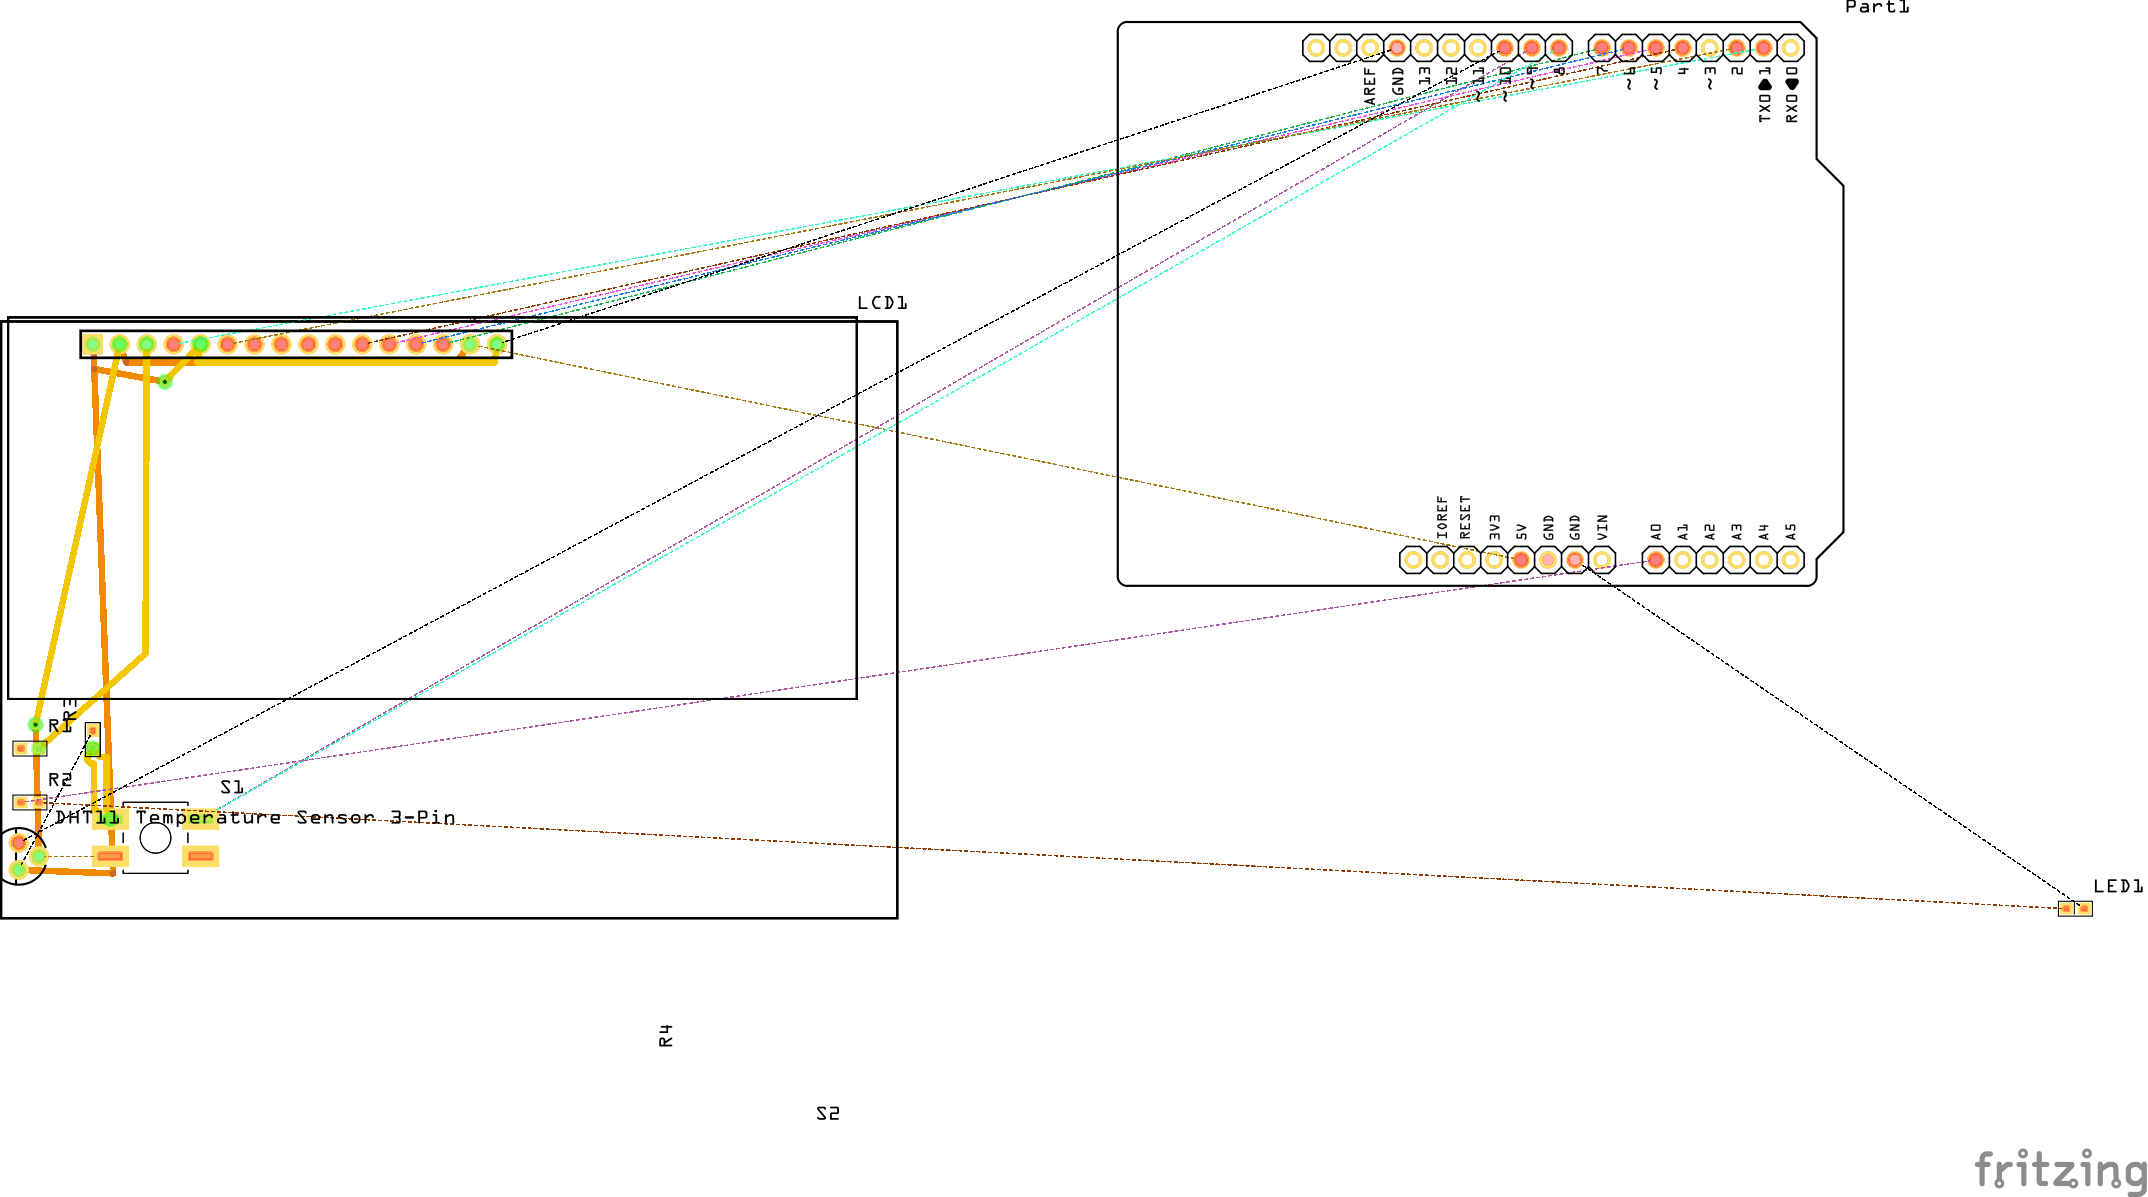 Part1
AREF
GND
13
12
~11
~10
~9
8
7
~6
~5
4
~3
2
TX0▶1
RX0◀0
LCD1
IOREF
RESET
3V3
5V
GND
GND
VIN
A0
A1
A2
A3
A4
A5
R3
R1
R2
S1
DHT11 Temperature Sensor 3-Pin
LED1
R4
S2
fritzing